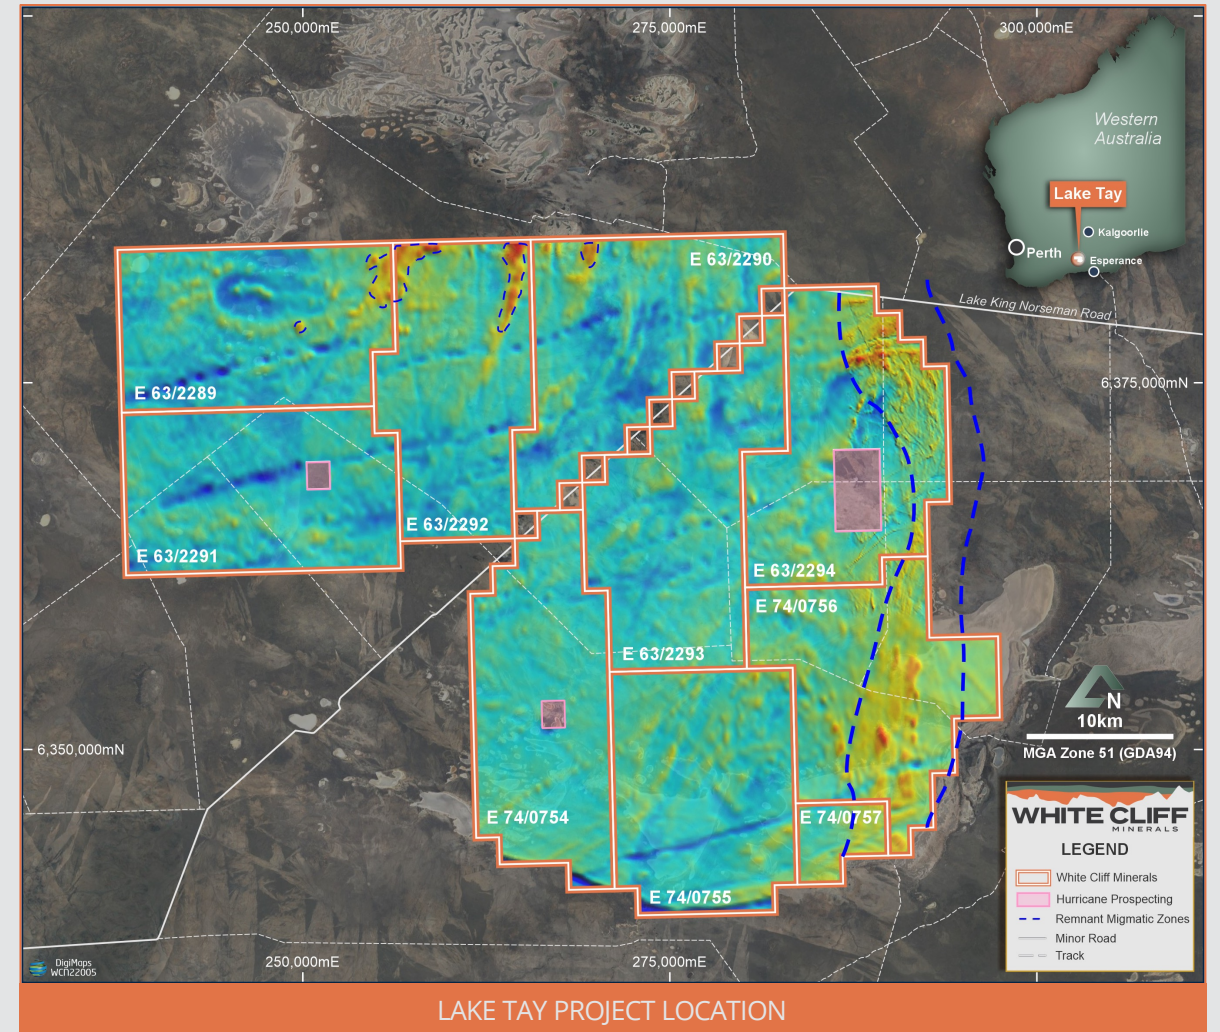 250,000mE
275,000mE
300,000mE
Western
Australia
Lake Tay
Kalgoorlie
Perth
Esperance
E 63/2290
Lake King Norseman Road
E 63/2289
6,375,000mN
E 63/2292
E 63/2291
E 63/2294
E 74/0756
E 63/2293
N
10km
MGA Zone 51 (GDA94)
6,350,000mN
E 74/0754
E 74/0757
E 74/0755
WHITE CLIFF
MINERALS
LEGEND
White Cliff Minerals
Hurricane Prospecting
Remnant Migmatic Zones
Minor Road
Track
DigiMaps
WCN22005
250,000mE
275,000mE
LAKE TAY PROJECT LOCATION